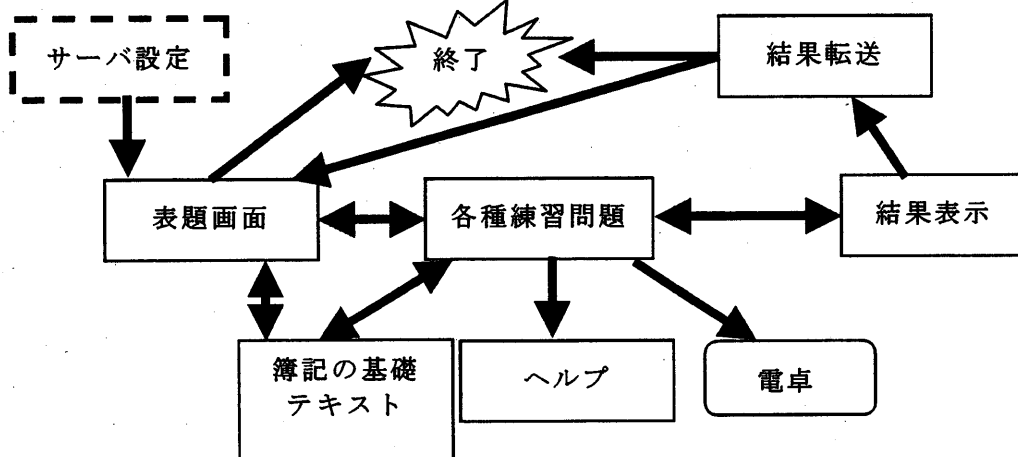 サーバ設定
終了
結果転送
表題画面
各種練習問題
結果表示
簿記の基礎
テキスト
ヘルプ
電卓